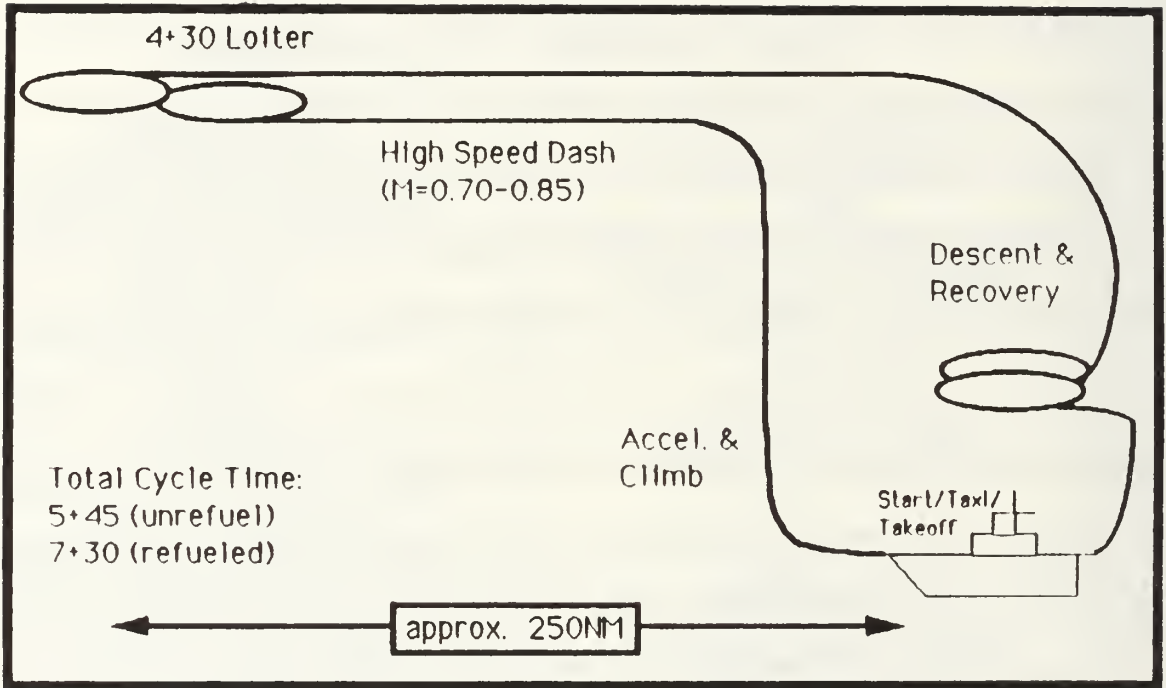 4+30 Loiter
High Speed Dash
(M=0.70-0.85)
Descent &
Recovery
Accel. &
Climb
Total Cycle Time:
5+45 (unrefuel)
7+30 (refueled)
Start/Taxi/
Takeoff
approx. 250NM